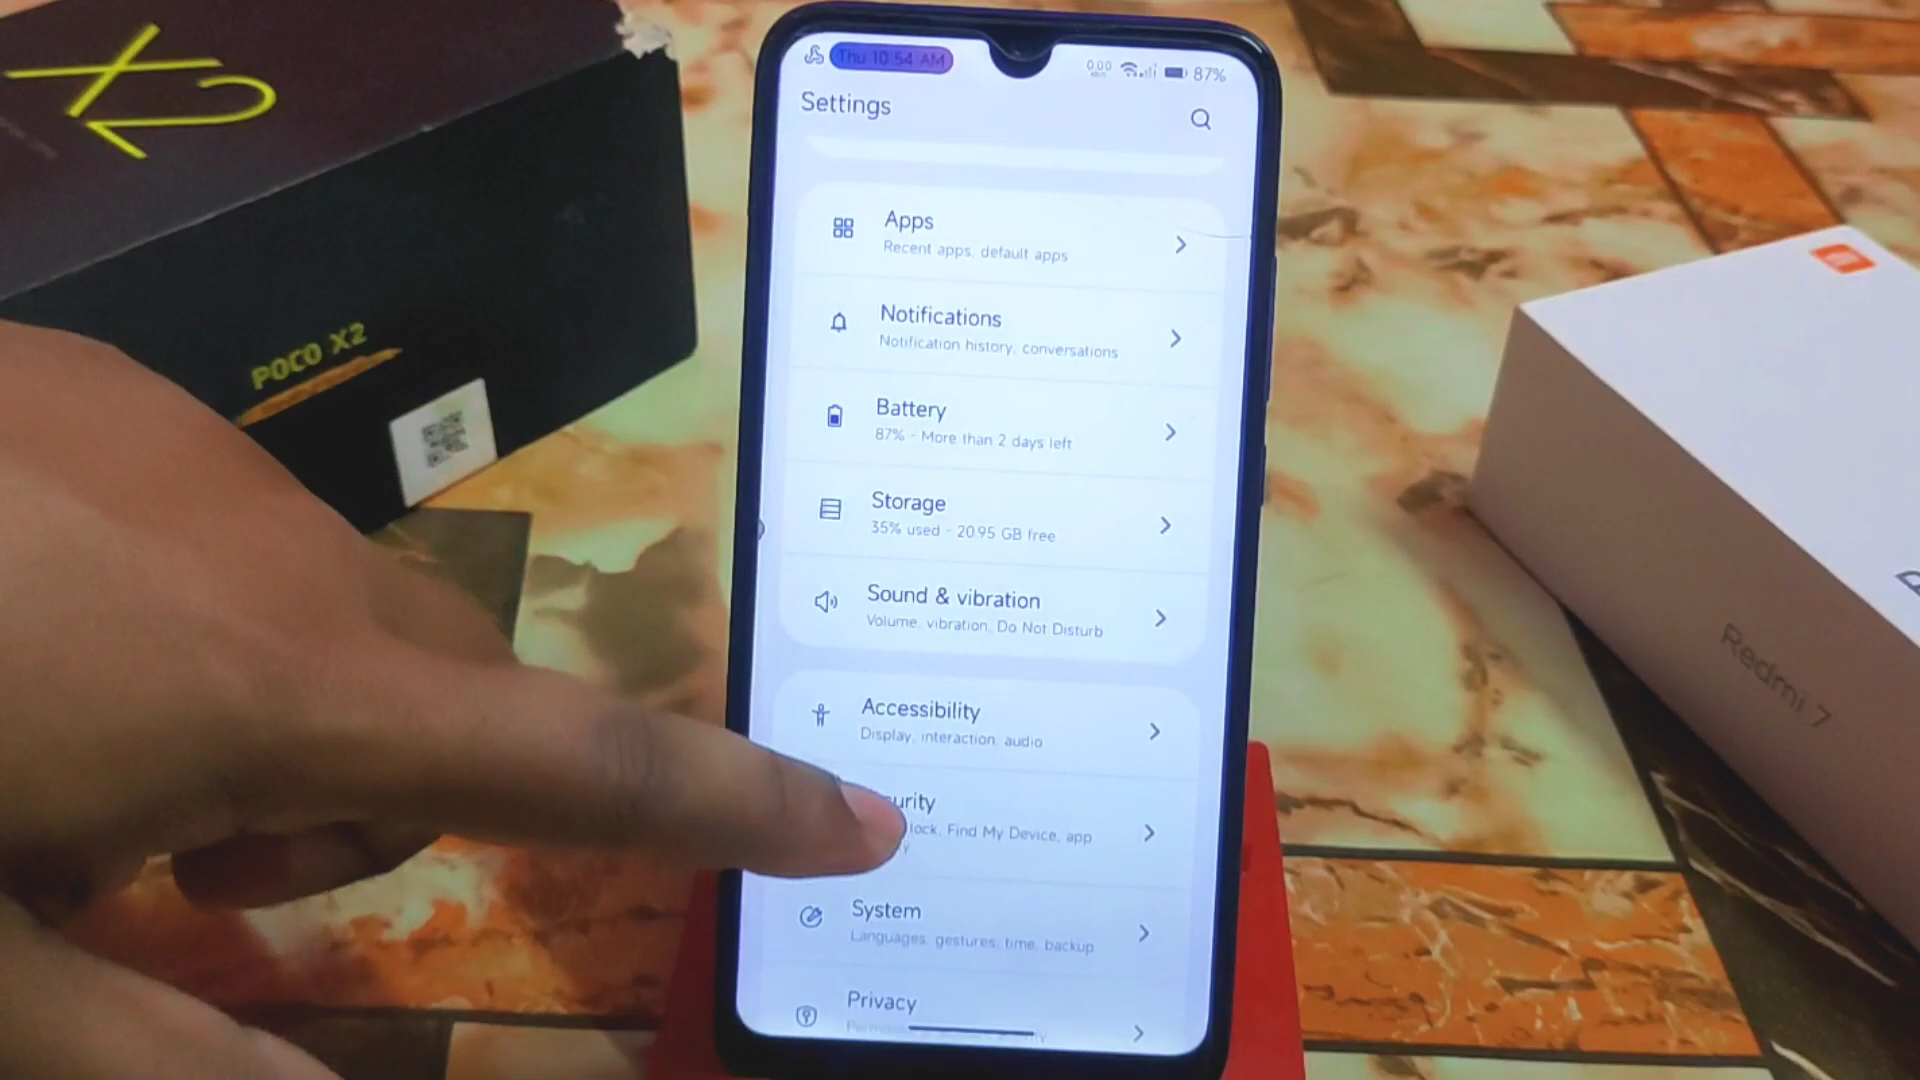 X2
POCO X2
Thu 10:54 AM
0.00
87%
Settings
Apps
Recent apps, default apps
Notifications
Notification history, conversations
Battery
87% - More than 2 days left
Storage
35% used - 20.95 GB free
Sound & vibration
Volume, vibration, Do Not Disturb
Accessibility
Display, interaction, audio
urity
lock, Find My Device, app
y
System
Languages, gestures, time, backup
Privacy
Redmi 7